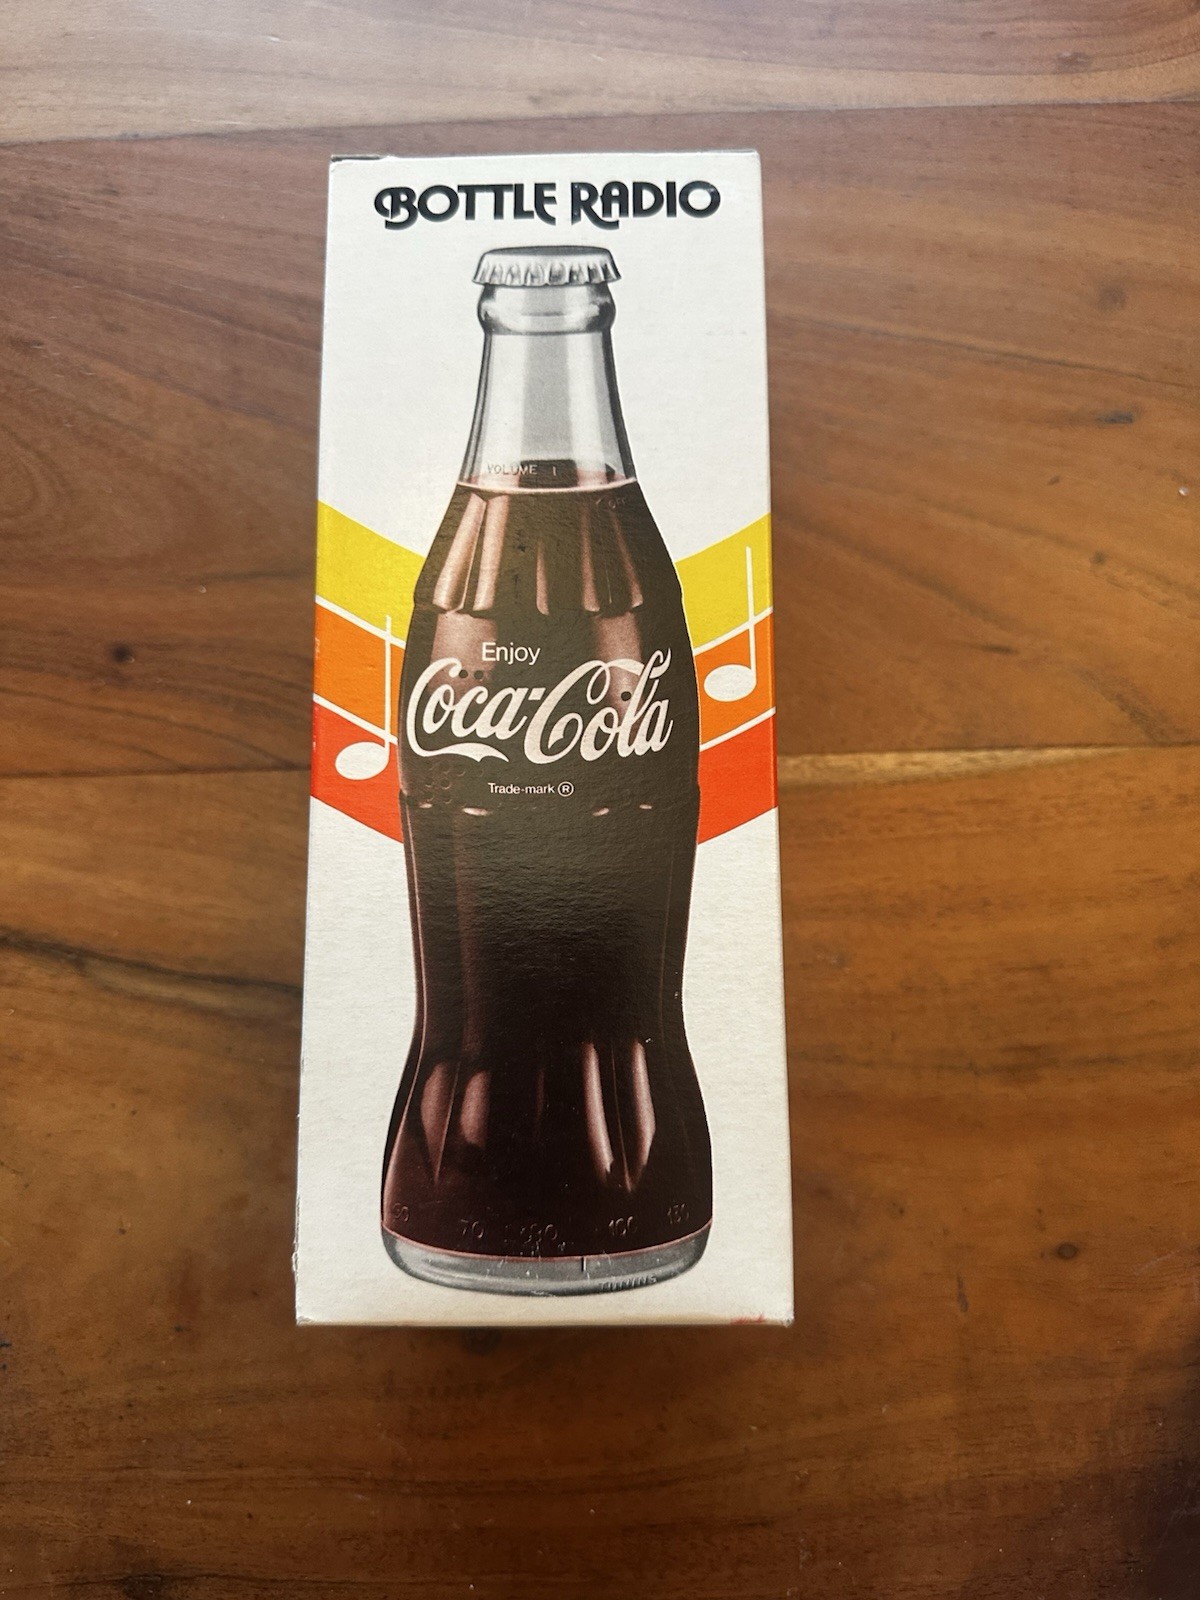 BOTTLE RADIO
VOLUME
Enjoy
Coca-Cola
Trade-mark ®
70 100